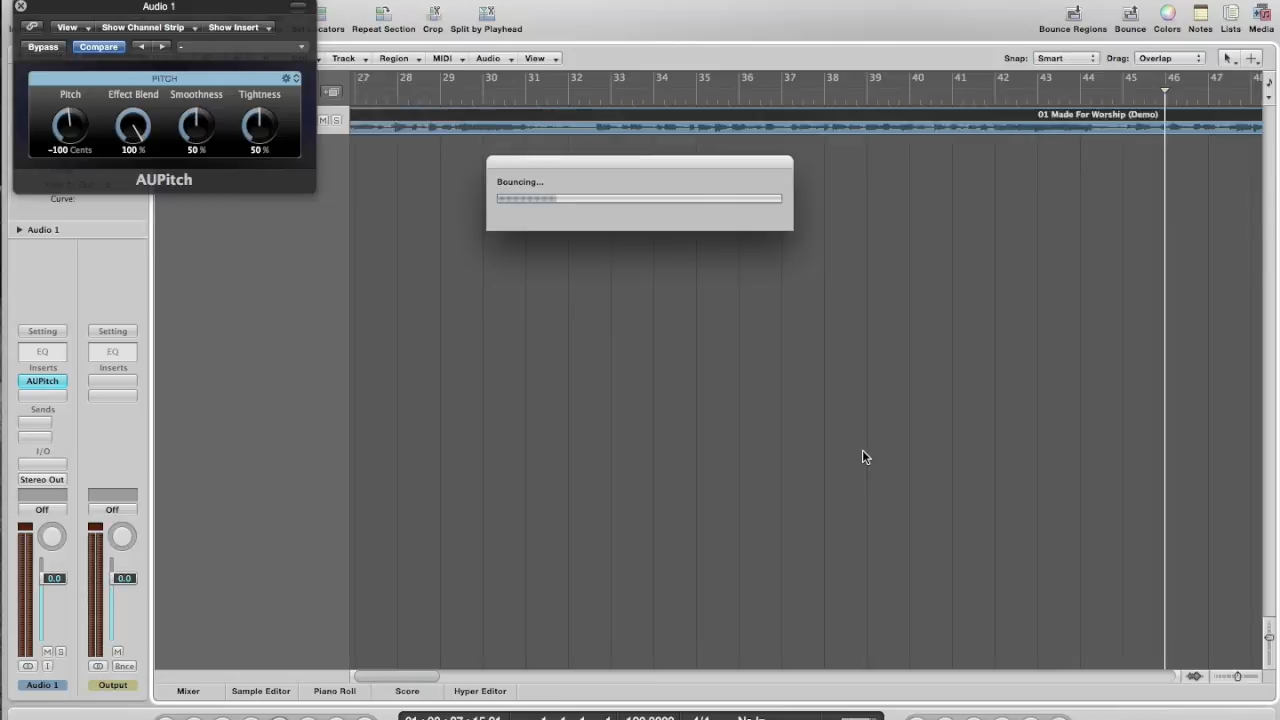 Audio 1
View
Show Channel Strip
Show Insert
Repeat Section
Crop
Split by Playhead
Bounce Regions
Bounce
Colors
Notes
Lists
Media
Bypass
Compare
-
Track
Region
MIDI
Audio
View
Snap:
Smart
Drag:
Overlap
PITCH
27 28 29 30 31 32 33 34 35 36 37 38 39 40 41 42 43 44 45 46 47 48
Pitch
Effect Blend
Smoothness
Tightness
M S
01 Made For Worship (Demo)
-100 Cents
100 %
50 %
50 %
AUPitch
Bouncing...
Curve:
Audio 1
Setting
Setting
EQ
EQ
Inserts
Inserts
AUPitch
Sends
I/O
Stereo Out
Off
Off
0.0
0.0
M S
M
I
Bnce
Audio 1
Output
Mixer
Sample Editor
Piano Roll
Score
Hyper Editor